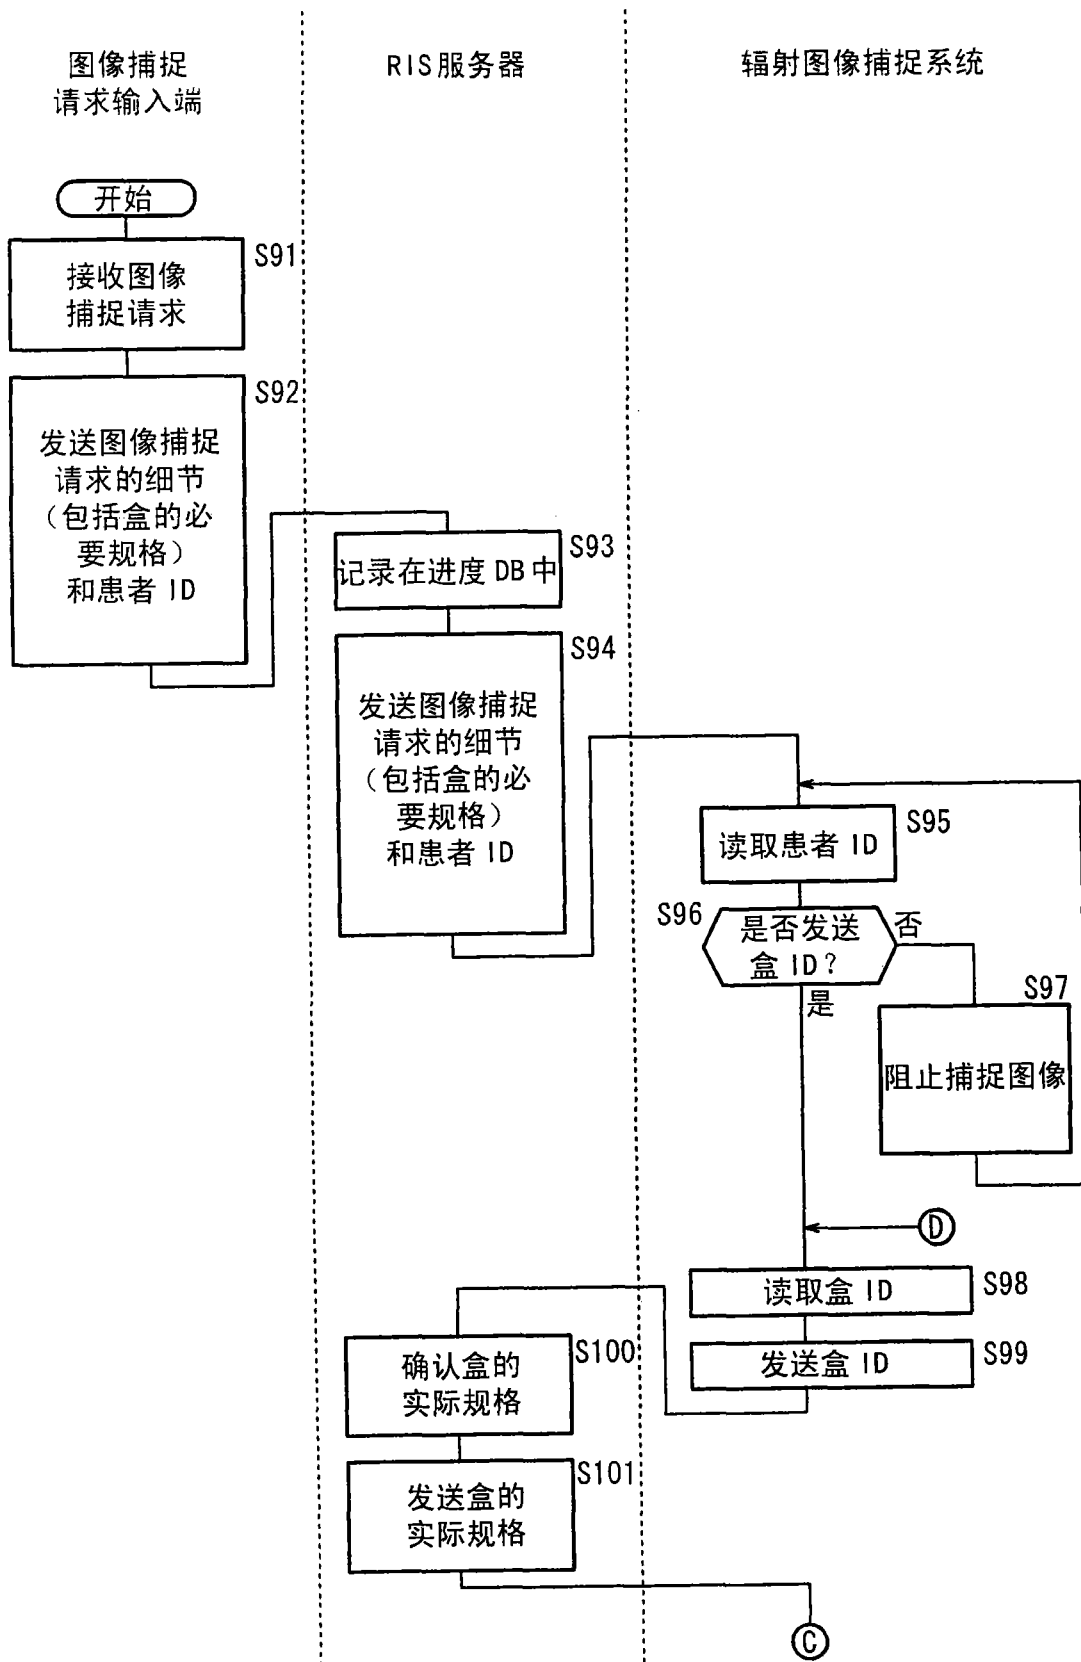 图像捕捉
请求输入端
RIS服务器
辐射图像捕捉系统
开始
S91
接收图像
捕捉请求
S92
发送图像捕捉
请求的细节
（包括盒的必
要规格）
和患者 ID
S93
记录在进度 DB 中
S94
发送图像捕捉
请求的细节
（包括盒的必
要规格）
和患者 ID
S95
读取患者 ID
S96
是否发送
盒 ID?
否
是
S97
阻止捕捉图像
D
S98
读取盒 ID
S99
发送盒 ID
S100
确认盒的
实际规格
S101
发送盒的
实际规格
C